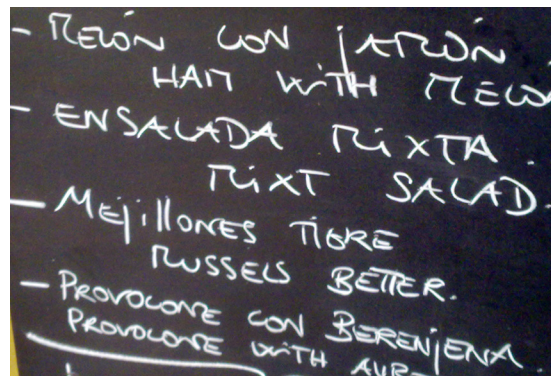 - MELÓN CON JAMÓN
HAM WITH MELO
- ENSALADA MIXTA
MIXT SALAD.
- MEJILLONES TIGRE
MUSSELS BETTER.
- PROVOLONE CON BERENJENA
PROVOLONE WITH AUB